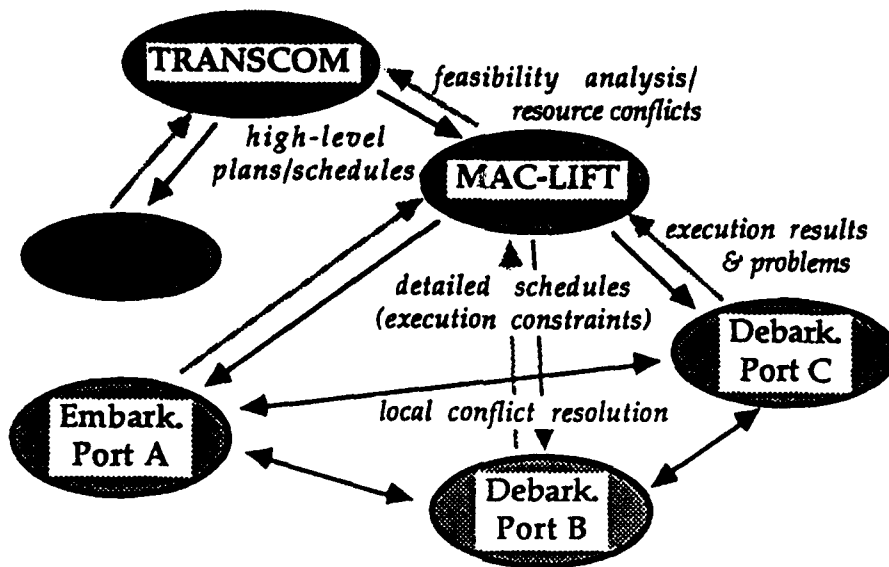 TRANSCOM
feasibility analysis/
resource conflicts
high-level
plans/schedules
MAC-LIFT
execution results
& problems
detailed schedules
(execution constraints)
Debark.
Port C
local conflict resolution
Embark.
Port A
Debark.
Port B